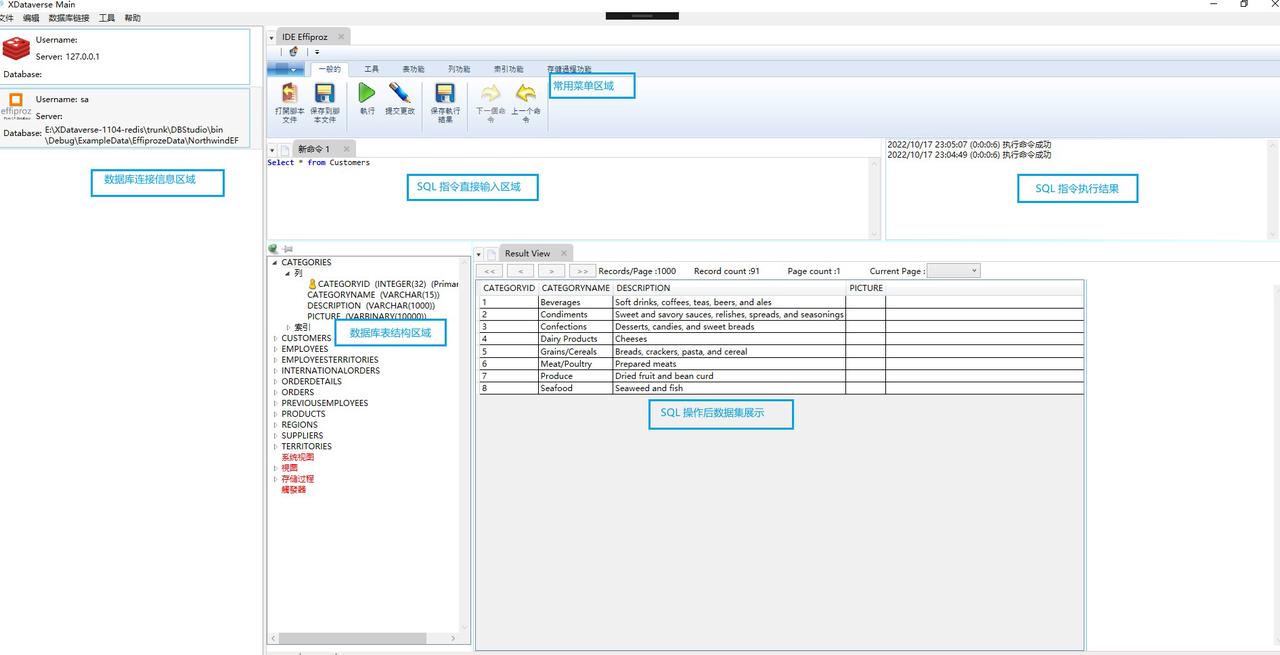 XDataverse Main
文件 编辑 数据库链接 工具 帮助
Username:
Server: 127.0.0.1
Database:
effiproz
Username: sa
Server:
Database: E:\XDataverse-1104-redis\trunk\DBStudio\bin
\Debug\ExampleData\EffiprozeData\NorthwindEF
数据库连接信息区域
IDE Effiproz
一般的 工具 表功能 列功能 索引功能 存储過程功能
常用菜单区域
打開腳本文件
保存到腳本文件
執行
提交更改
保存執行結果
下一個命令
上一个命令
新命令 1
Select * from Customers
SQL 指令直接输入区域
2022/10/17 23:05:07 (0:0:0:6) 执行命令成功
2022/10/17 23:04:49 (0:0:0:6) 执行命令成功
SQL 指令执行结果
CATEGORIES
列
CATEGORYID (INTEGER(32) (Primar
CATEGORYNAME (VARCHAR(15))
DESCRIPTION (VARCHAR(1000))
PICTURE (VARBINARY(10000))
索引
数据库表结构区域
CUSTOMERS
EMPLOYEES
EMPLOYEESTERRITORIES
INTERNATIONALORDERS
ORDERDETAILS
ORDERS
PREVIOUSEMPLOYEES
PRODUCTS
REGIONS
SUPPLIERS
TERRITORIES
系统视图
視圖
存储过程
觸發器
Result View
<< < > >> Records/Page :1000 Record count :91 Page count :1 Current Page :
CATEGORYID CATEGORYNAME DESCRIPTION PICTURE
1 Beverages Soft drinks, coffees, teas, beers, and ales
2 Condiments Sweet and savory sauces, relishes, spreads, and seasonings
3 Confections Desserts, candies, and sweet breads
4 Dairy Products Cheeses
5 Grains/Cereals Breads, crackers, pasta, and cereal
6 Meat/Poultry Prepared meats
7 Produce Dried fruit and bean curd
8 Seafood Seaweed and fish
SQL 操作后数据集展示